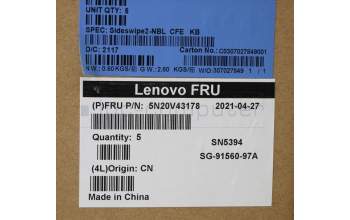 UNIT QTY: 5
SPEC: Sideswipe2-NBL CFE KB
D/C: 2117
Carton No.: C0307027849001
N.W.: 0.80 KGS/E G.W.: 2.60 KGS/E W/O:307027849 1 / 1
Lenovo FRU
(P)FRU P/N: 5N20V43178 2021-04-27
Quantity: 5
SN5394
SG-91560-97A
(4L)Origin: CN
Made in China